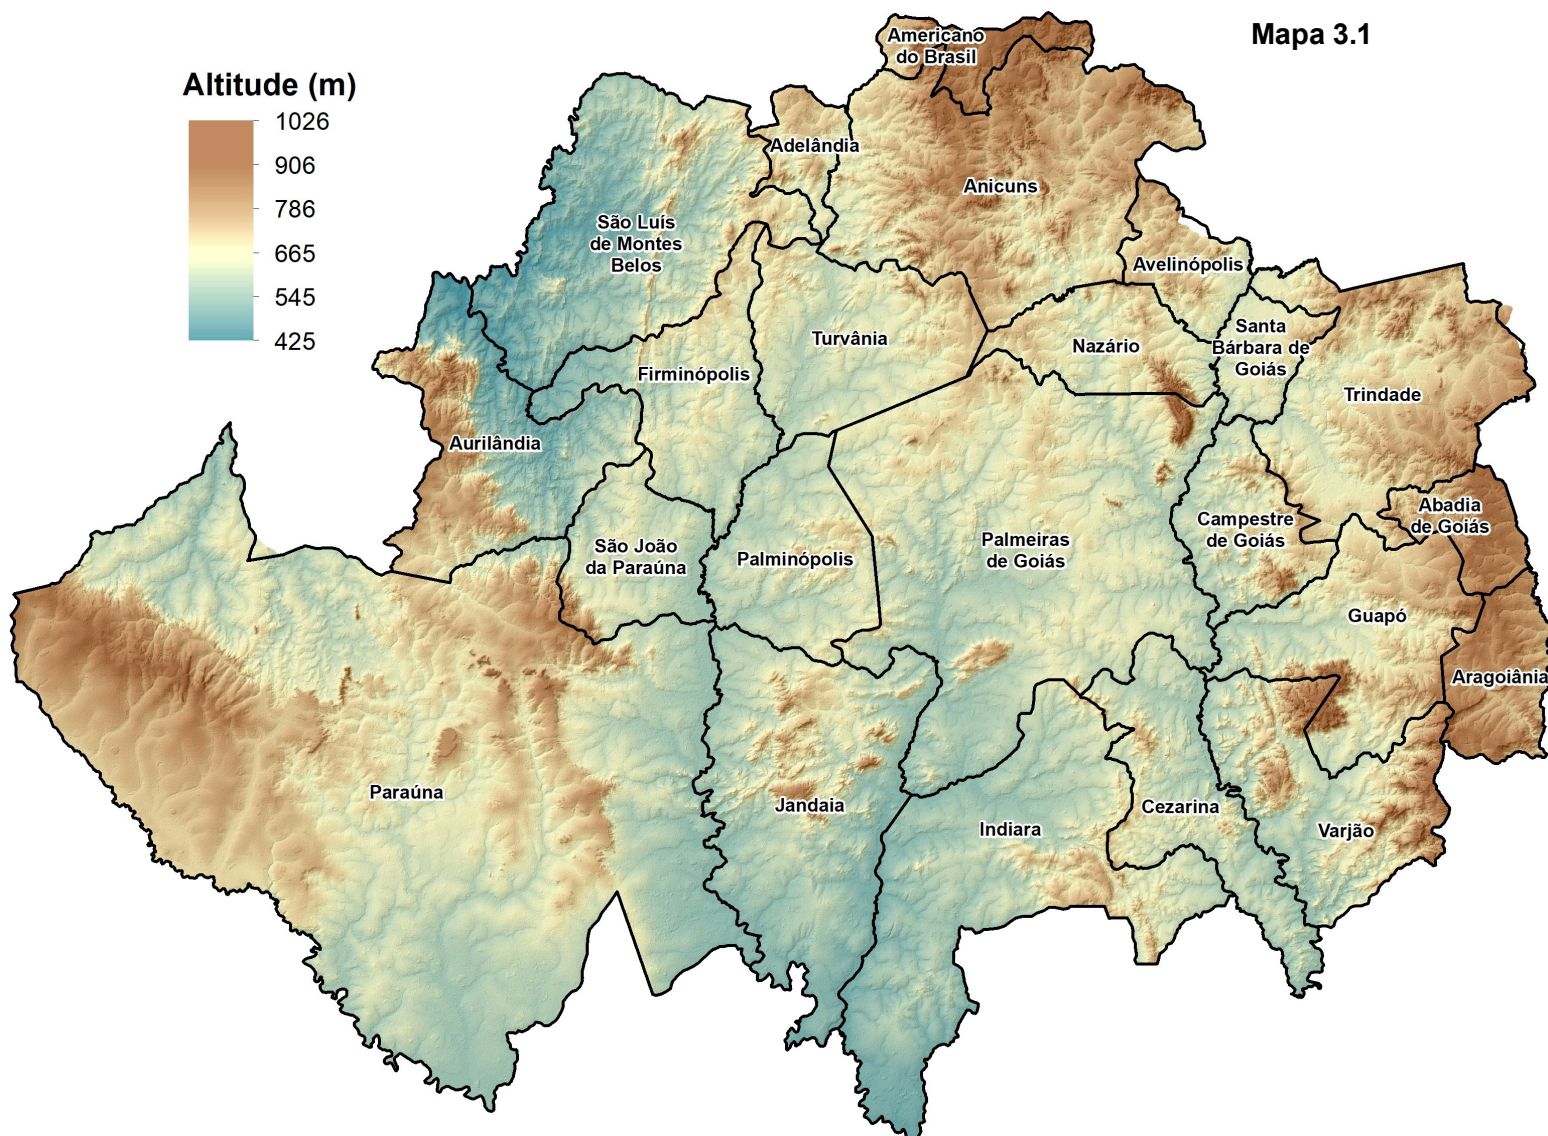 Mapa 3.1
Altitude (m)
1026
906
786
665
545
425
Americano
do Brasil
Adelândia
Anicuns
São Luís
de Montes
Belos
Avelinópolis
Turvânia
Nazário
Santa
Bárbara de
Goiás
Firminópolis
Trindade
Aurilândia
Abadia
de Goiás
Campestre
de Goiás
São João
da Paraúna
Palminópolis
Palmeiras
de Goiás
Guapó
Aragoiânia
Paraúna
Jandaia
Indiara
Cezarina
Varjão